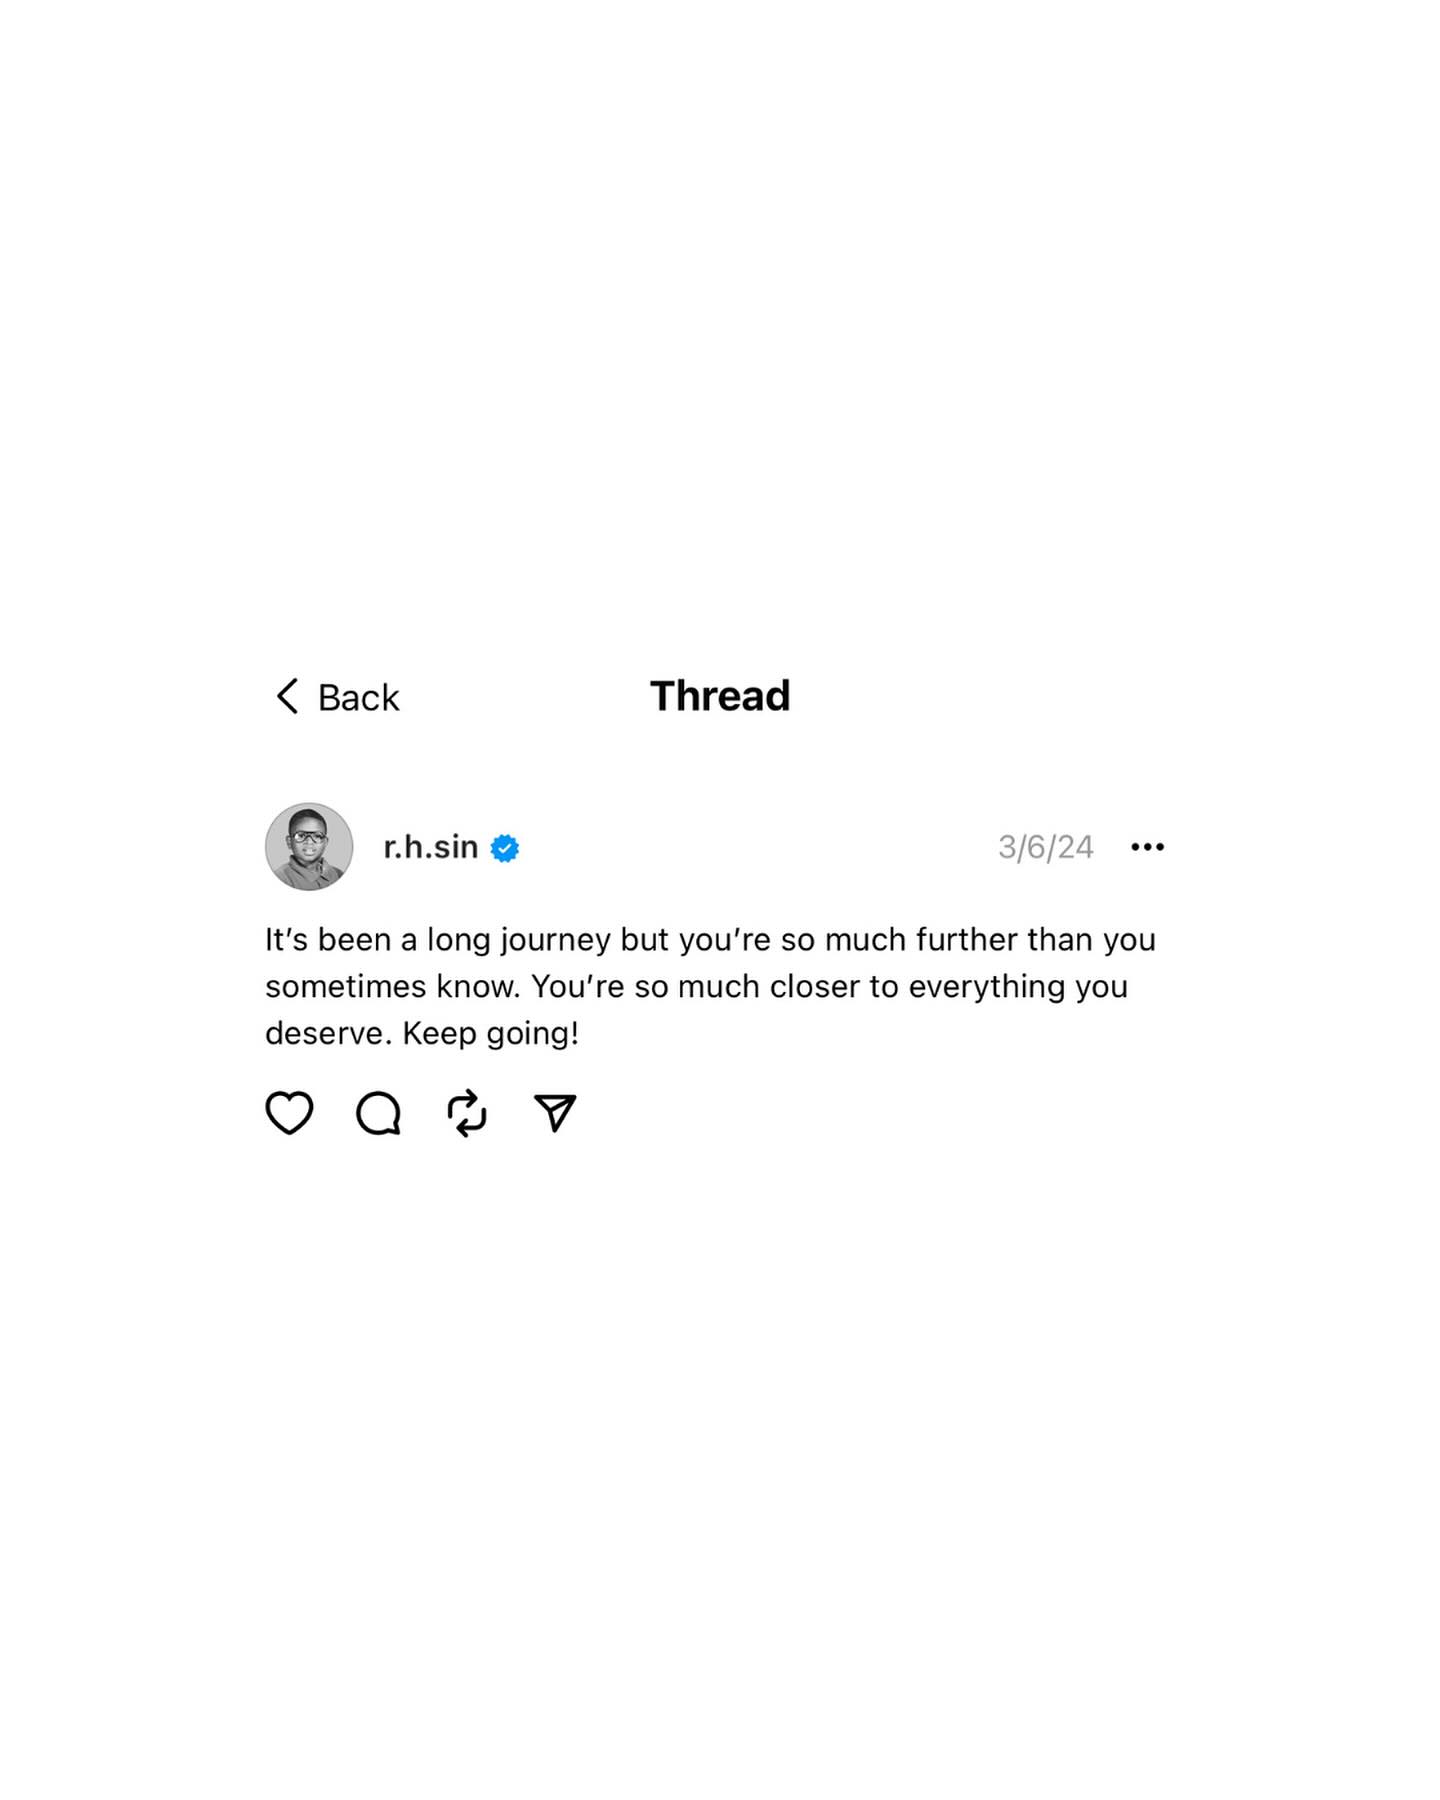 Back
Thread
r.h.sin
3/6/24
It’s been a long journey but you’re so much further than you
sometimes know. You’re so much closer to everything you
deserve. Keep going!